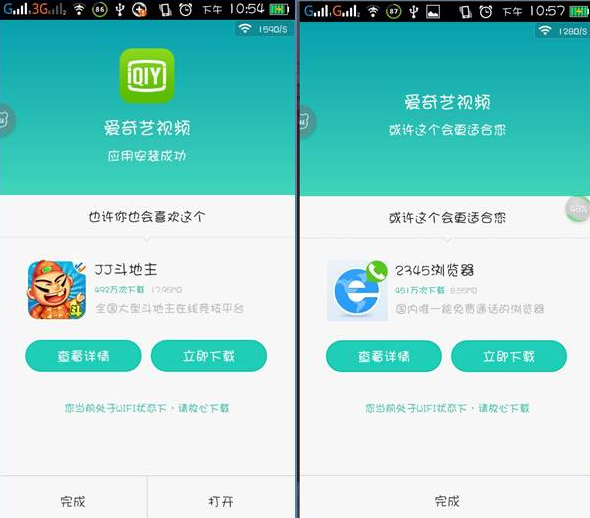 G 3G 86 下午 10:54
159B/S
QIY
爱奇艺视频
应用安装成功
也许你也会喜欢这个
JJ斗地主
492万次下载 17.95MB
全国大型斗地主在线竞技平台
查看详情 立即下载
您当前处于WIFI状态下,请放心下载
完成 打开
G G 87 下午 10:57
128B/S
爱奇艺视频
或许这个会更适合您
48%
或许这个会更适合您
2345浏览器
451万次下载 6.55MB
国内唯一能免费通话的浏览器
查看详情 立即下载
您当前处于WIFI状态下,请放心下载
完成